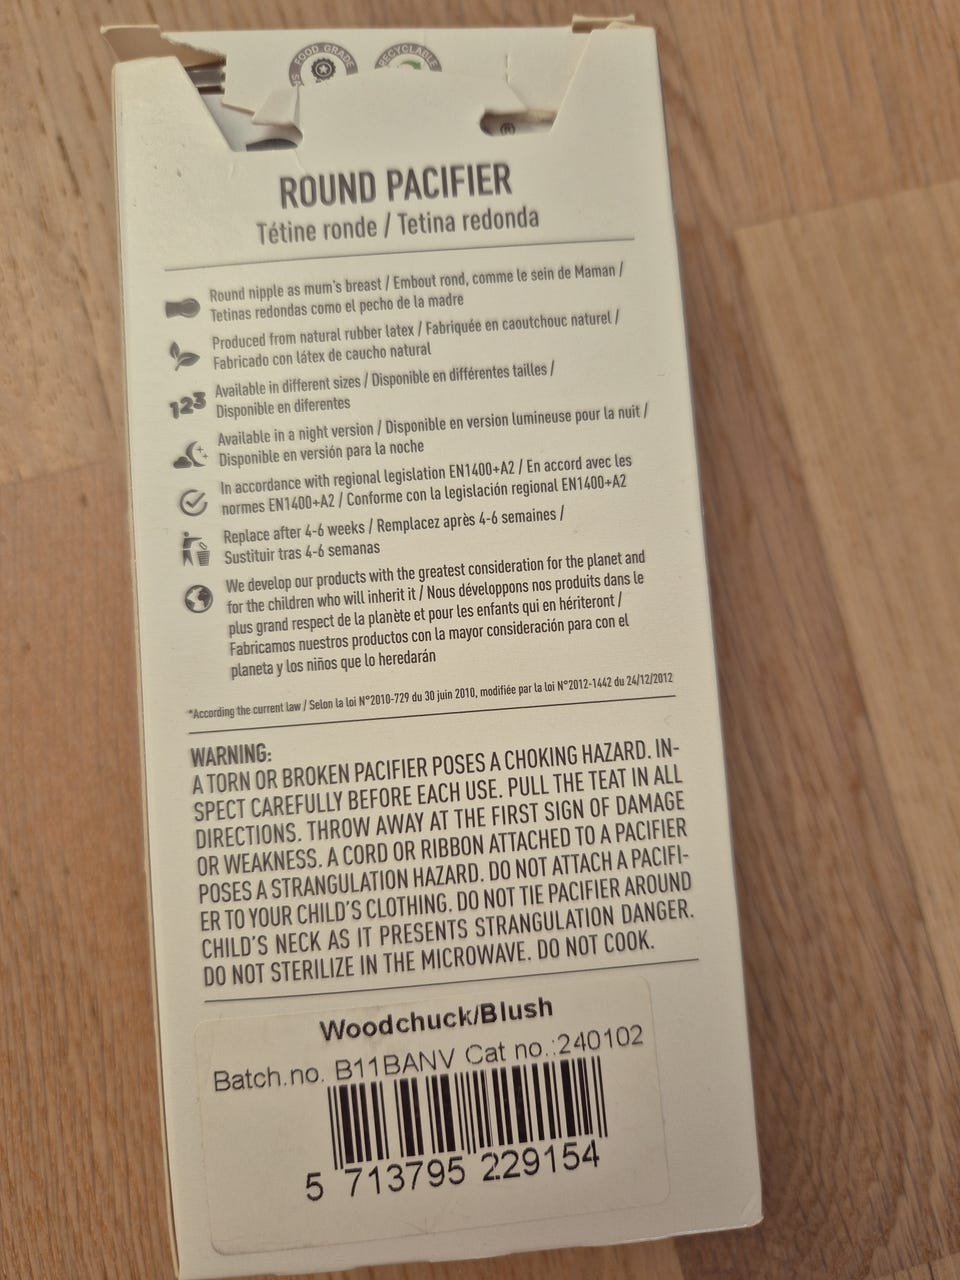 FOOD GRADE
RECYCLABLE
®
ROUND PACIFIER
Tétine ronde / Tetina redonda
Round nipple as mum's breast / Embout rond, comme le sein de Maman /
Tetinas redondas como el pecho de la madre
Produced from natural rubber latex / Fabriquée en caoutchouc naturel /
Fabricado con látex de caucho natural
123
Available in different sizes / Disponible en différentes tailles /
Disponible en diferentes
Available in a night version / Disponible en version lumineuse pour la nuit /
Disponible en versión para la noche
In accordance with regional legislation EN1400+A2 / En accord avec les
normes EN1400+A2 / Conforme con la legislación regional EN1400+A2
Replace after 4-6 weeks / Remplacez après 4-6 semaines /
Sustituir tras 4-6 semanas
We develop our products with the greatest consideration for the planet and
for the children who will inherit it / Nous développons nos produits dans le
plus grand respect de la planète et pour les enfants qui en hériteront /
Fabricamos nuestros productos con la mayor consideración para con el
planeta y los niños que lo heredarán
*According the current law / Selon la loi N°2010-729 du 30 juin 2010, modifiée par la loi N°2012-1442 du 24/12/2012
WARNING:
A TORN OR BROKEN PACIFIER POSES A CHOKING HAZARD. IN-
SPECT CAREFULLY BEFORE EACH USE. PULL THE TEAT IN ALL
DIRECTIONS. THROW AWAY AT THE FIRST SIGN OF DAMAGE
OR WEAKNESS. A CORD OR RIBBON ATTACHED TO A PACIFIER
POSES A STRANGULATION HAZARD. DO NOT ATTACH A PACIFI-
ER TO YOUR CHILD'S CLOTHING. DO NOT TIE PACIFIER AROUND
CHILD'S NECK AS IT PRESENTS STRANGULATION DANGER.
DO NOT STERILIZE IN THE MICROWAVE. DO NOT COOK.
Woodchuck/Blush
Batch.no. B11BANV Cat no.:240102
5 713795 229154